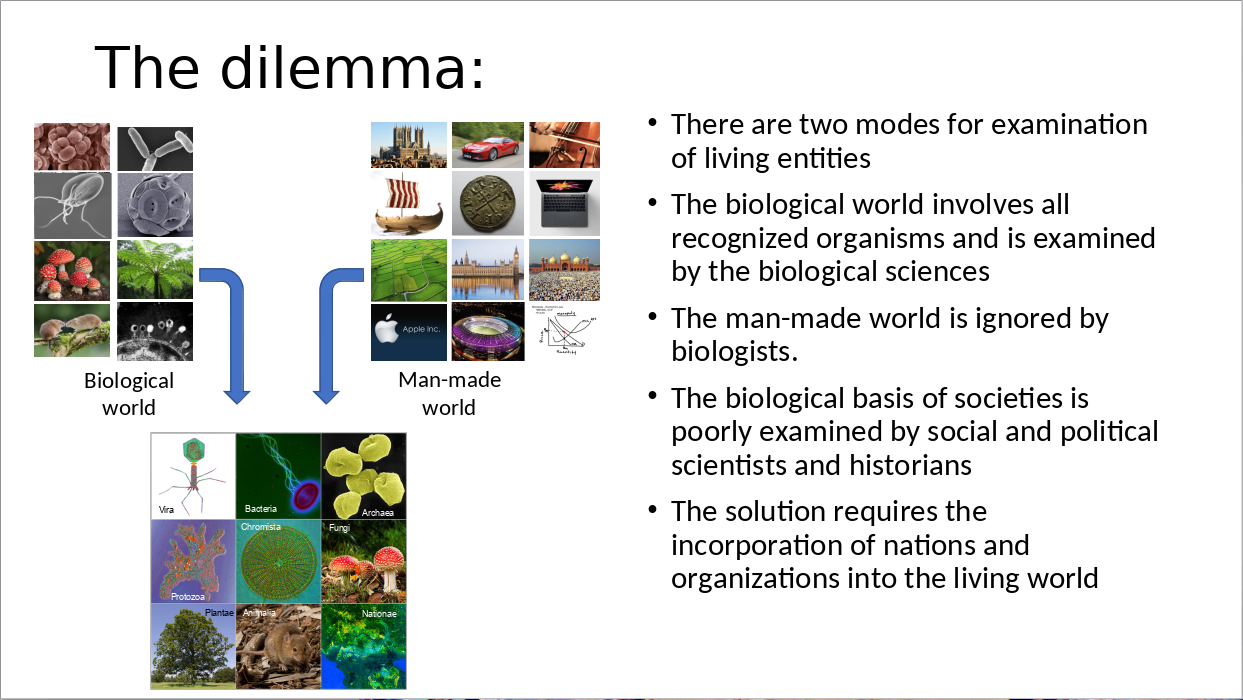 The dilemma:
Biological
world
Man-made
world
Apple Inc.
Vira
Bacteria
Archaea
Protozoa
Chromista
Fungi
Plantae
Animalia
Nationae
• There are two modes for examination
of living entities
• The biological world involves all
recognized organisms and is examined
by the biological sciences
• The man-made world is ignored by
biologists.
• The biological basis of societies is
poorly examined by social and political
scientists and historians
• The solution requires the
incorporation of nations and
organizations into the living world